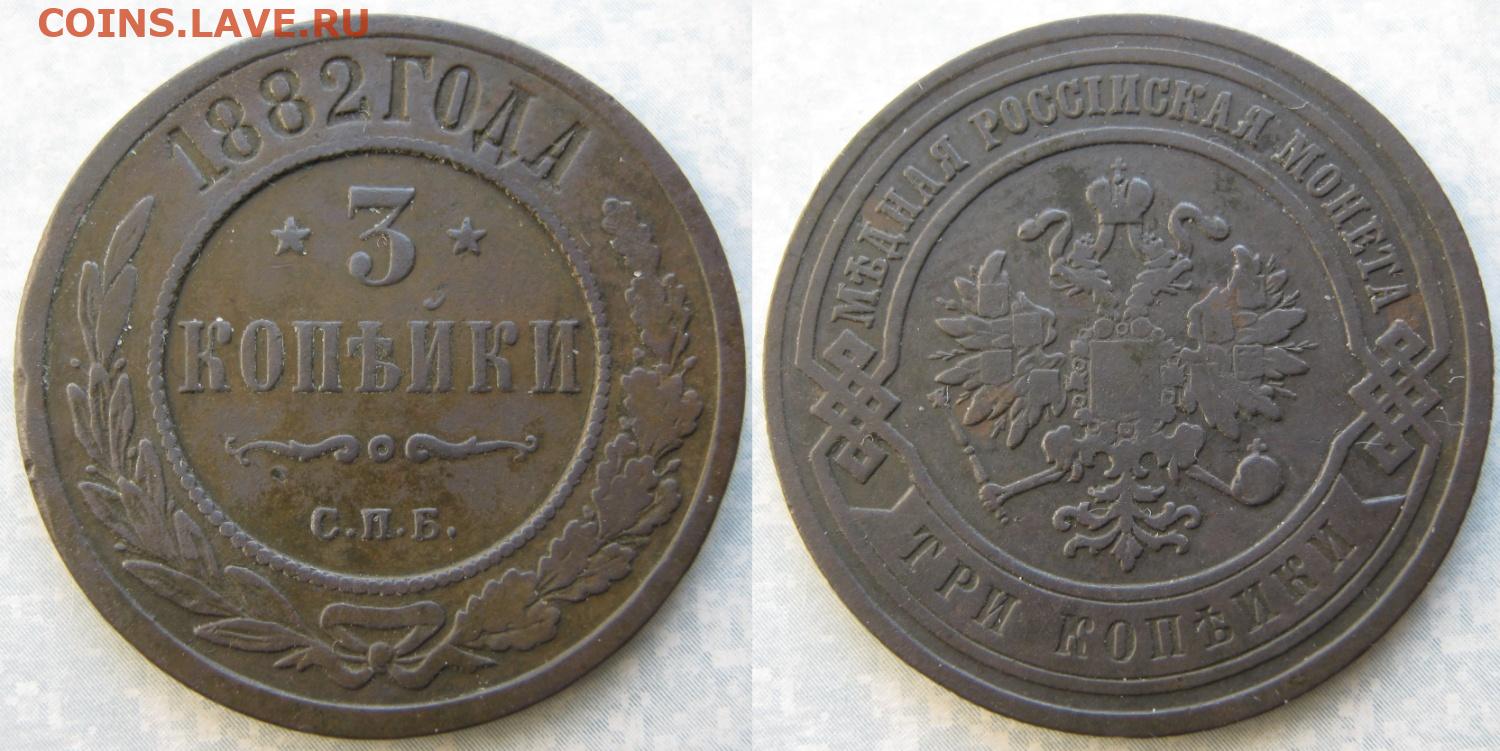 COINS.LAVE.RU
1882 ГОДА
3
КОПѢЙКИ
С.П.Б.
МѢДНАЯ РОССІЙСКАЯ МОНЕТА
ТРИ КОПѢЙКИ